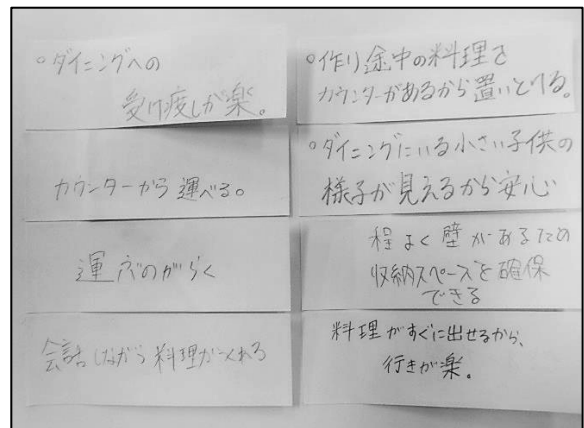 ○ダイニングへの
受け渡しが楽。
カウンターから運べる。
運ぶのがらく
会話しながら料理がつくれる
○作り途中の料理を
カウンターがあるから置いとける。
○ダイニングにいる小さい子供の
様子が見えるから安心
程よく壁があるため
収納スペースを確保
できる
料理がすぐに出せるから、
行きが楽。